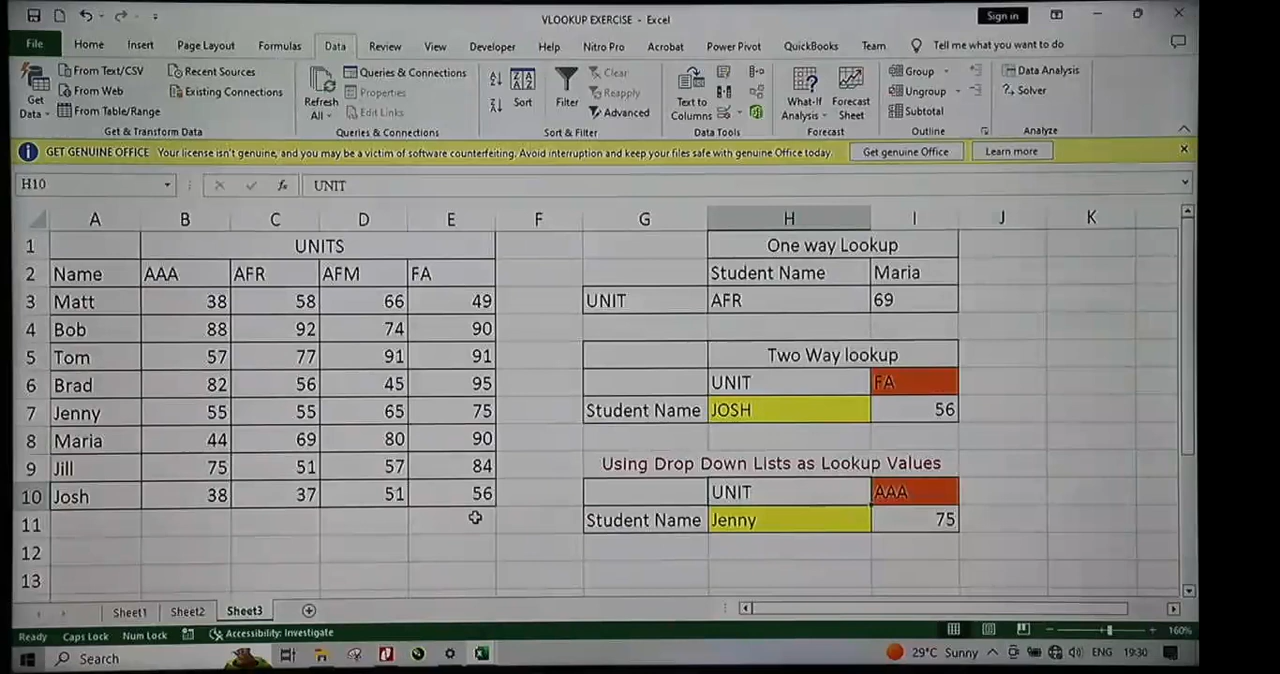 VLOOKUP EXERCISE - Excel
Sign in
File Home Insert Page Layout Formulas Data Review View Developer Help Nitro Pro Acrobat Power Pivot QuickBooks Team Tell me what you want to do
Get Data
From Text/CSV
From Web
From Table/Range
Recent Sources
Existing Connections
Get & Transform Data
Refresh All
Queries & Connections
Properties
Edit Links
Queries & Connections
Sort
Filter
Clear
Reapply
Advanced
Sort & Filter
Text to Columns
Data Tools
What-If Analysis
Forecast Sheet
Forecast
Group
Ungroup
Subtotal
Outline
Data Analysis
Solver
Analyze
GET GENUINE OFFICE Your license isn't genuine, and you may be a victim of software counterfeiting. Avoid interruption and keep your files safe with genuine Office today. Get genuine Office Learn more
H10 fx UNIT
A B C D E F G H I J K
1 UNITS One way Lookup
2 Name AAA AFR AFM FA Student Name Maria
3 Matt 38 58 66 49 UNIT AFR 69
4 Bob 88 92 74 90
5 Tom 57 77 91 91 Two Way lookup
6 Brad 82 56 45 95 UNIT FA
7 Jenny 55 55 65 75 Student Name JOSH 56
8 Maria 44 69 80 90
9 Jill 75 51 57 84 Using Drop Down Lists as Lookup Values
10 Josh 38 37 51 56 UNIT AAA
11 Student Name Jenny 75
12
13
Sheet1 Sheet2 Sheet3
Ready Caps Lock Num Lock Accessibility: Investigate 160%
Search 29°C Sunny ENG 19:30